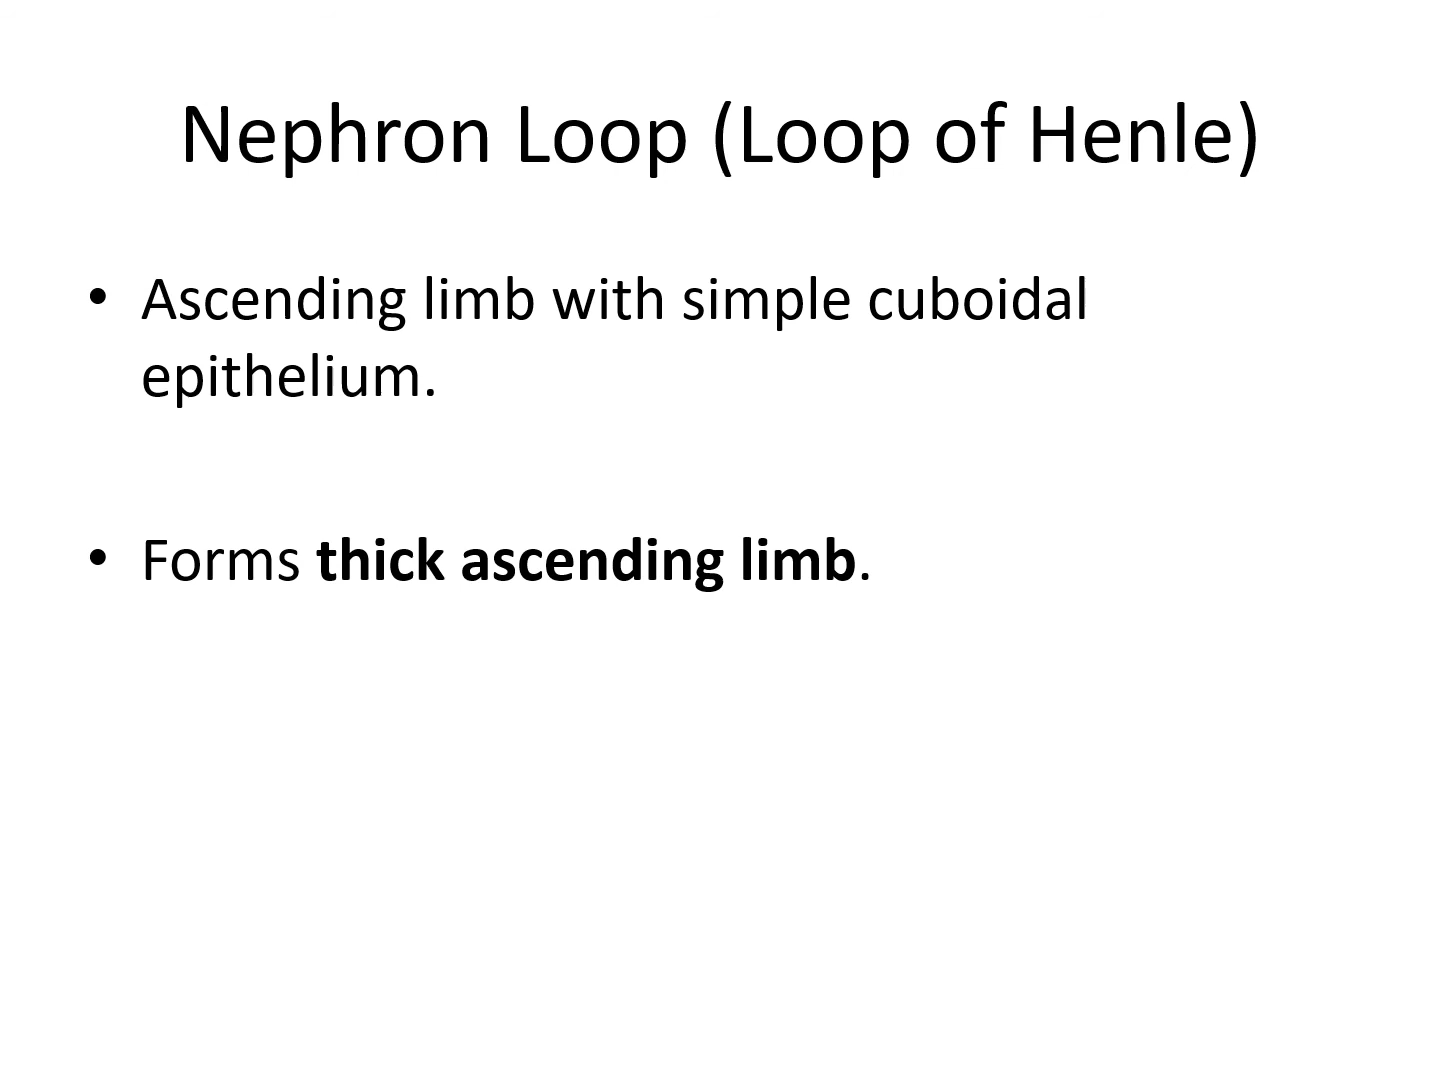 Nephron Loop (Loop of Henle)
• Ascending limb with simple cuboidal
epithelium.
• Forms thick ascending limb.